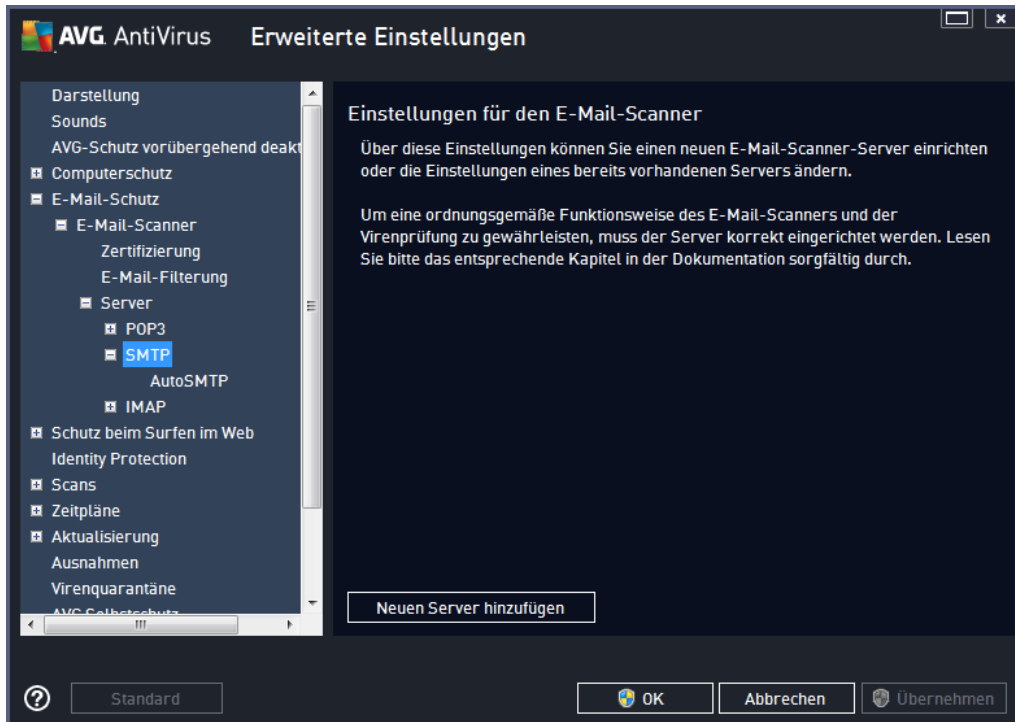 AVG AntiVirus Erweiterte Einstellungen
Darstellung
Sounds
AVG-Schutz vorübergehend deakt
Computerschutz
E-Mail-Schutz
E-Mail-Scanner
Zertifizierung
E-Mail-Filterung
Server
POP3
SMTP
AutoSMTP
IMAP
Schutz beim Surfen im Web
Identity Protection
Scans
Zeitpläne
Aktualisierung
Ausnahmen
Virenquarantäne
AVG Selbstschutz
Einstellungen für den E-Mail-Scanner
Über diese Einstellungen können Sie einen neuen E-Mail-Scanner-Server einrichten
oder die Einstellungen eines bereits vorhandenen Servers ändern.
Um eine ordnungsgemäße Funktionsweise des E-Mail-Scanners und der
Virenprüfung zu gewährleisten, muss der Server korrekt eingerichtet werden. Lesen
Sie bitte das entsprechende Kapitel in der Dokumentation sorgfältig durch.
Neuen Server hinzufügen
? Standard OK Abbrechen Übernehmen